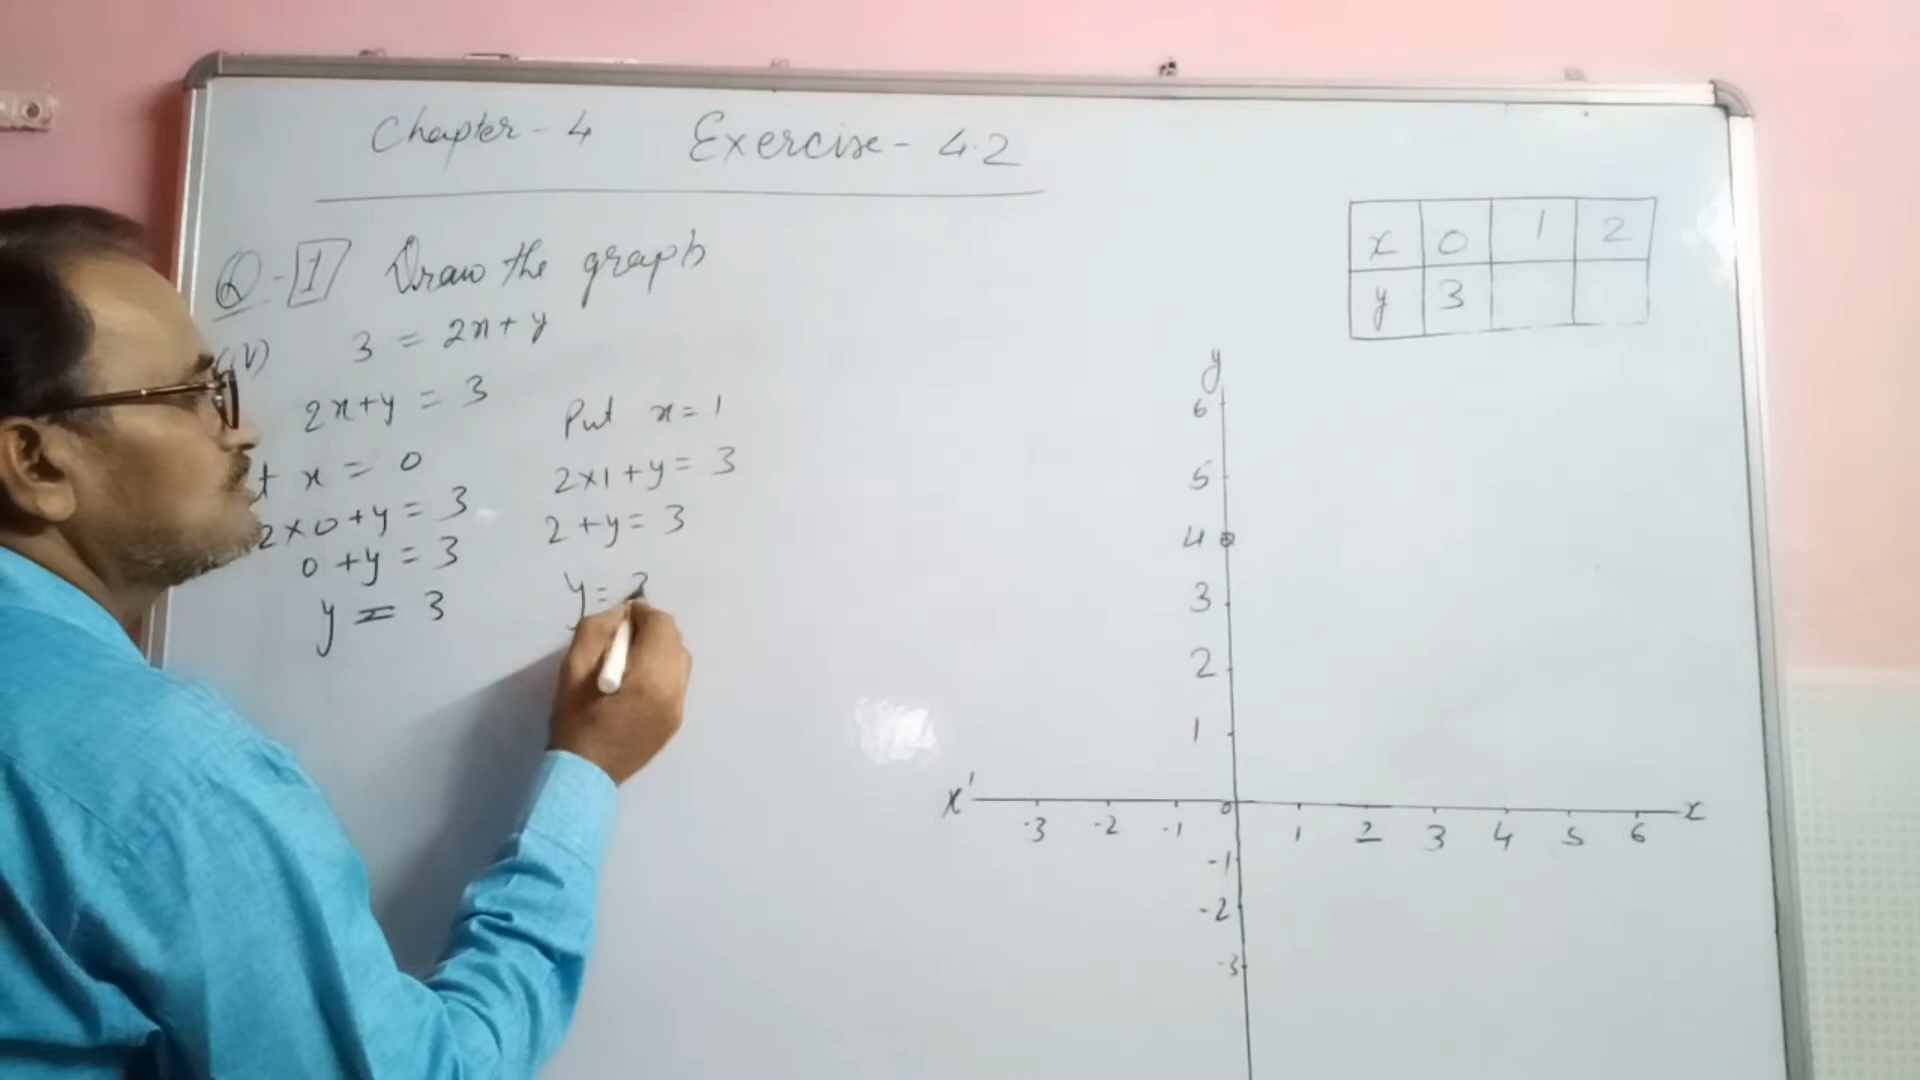 Chapter - 4 Exercise - 4.2
Q-1 Draw the graph
3 = 2x + y
2x+y = 3
x = 0
2×0+y = 3
0+y = 3
y = 3
Put x = 1
2×1+y = 3
2+y = 3
y = 3
x 0 1 2
y 3
y
6
5
4
3
2
1
x' -3 -2 -1 0 1 2 3 4 5 6 x
-1
-2
-3